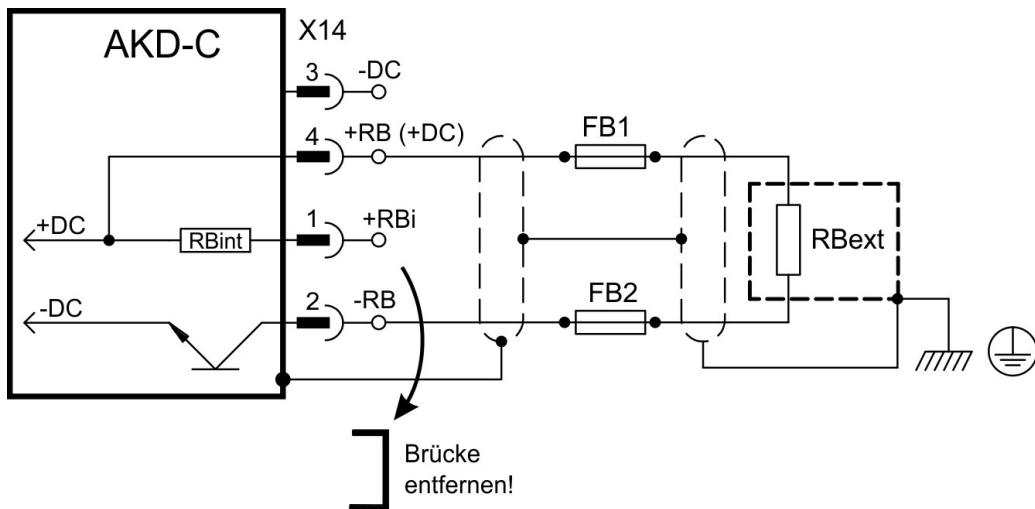 AKD-C
X14
3 -DC
4 +RB (+DC)
FB1
+DC
RBint
1 +RBi
RBext
-DC
2 -RB
FB2
Brücke
entfernen!